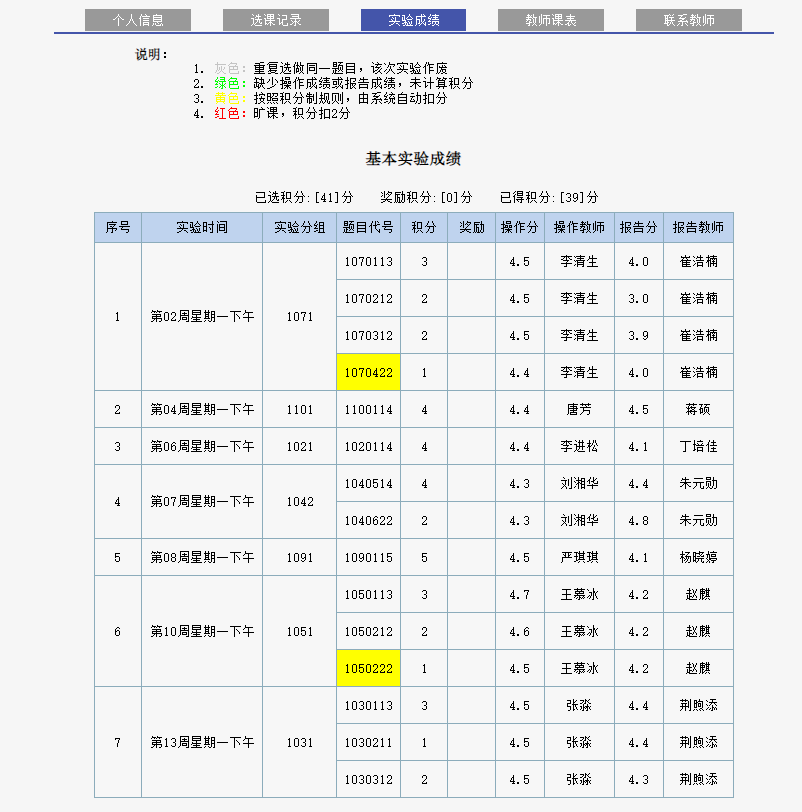 个人信息 选课记录 实验成绩 教师课表 联系教师
说明：
1. 灰色：重复选做同一题目，该次实验作废
2. 绿色：缺少操作成绩或报告成绩，未计算积分
3. 黄色：按照积分制规则，由系统自动扣分
4. 红色：旷课，积分扣2分
基本实验成绩
已选积分:[41]分 奖励积分:[0]分 已得积分:[39]分
序号 实验时间 实验分组 题目代号 积分 奖励 操作分 操作教师 报告分 报告教师
1 第02周星期一下午 1071 1070113 3 4.5 李清生 4.0 崔浩楠
1070212 2 4.5 李清生 3.0 崔浩楠
1070312 2 4.5 李清生 3.9 崔浩楠
1070422 1 4.4 李清生 4.0 崔浩楠
2 第04周星期一下午 1101 1100114 4 4.4 唐芳 4.5 蒋硕
3 第06周星期一下午 1021 1020114 4 4.4 李进松 4.1 丁培佳
4 第07周星期一下午 1042 1040514 4 4.3 刘湘华 4.4 朱元勋
1040622 2 4.3 刘湘华 4.8 朱元勋
5 第08周星期一下午 1091 1090115 5 4.5 严琪琪 4.1 杨晓婷
6 第10周星期一下午 1051 1050113 3 4.7 王慕冰 4.2 赵麒
1050212 2 4.6 王慕冰 4.2 赵麒
1050222 1 4.5 王慕冰 4.2 赵麒
7 第13周星期一下午 1031 1030113 3 4.5 张淼 4.4 荆煦添
1030211 1 4.5 张淼 4.4 荆煦添
1030312 2 4.5 张淼 4.3 荆煦添